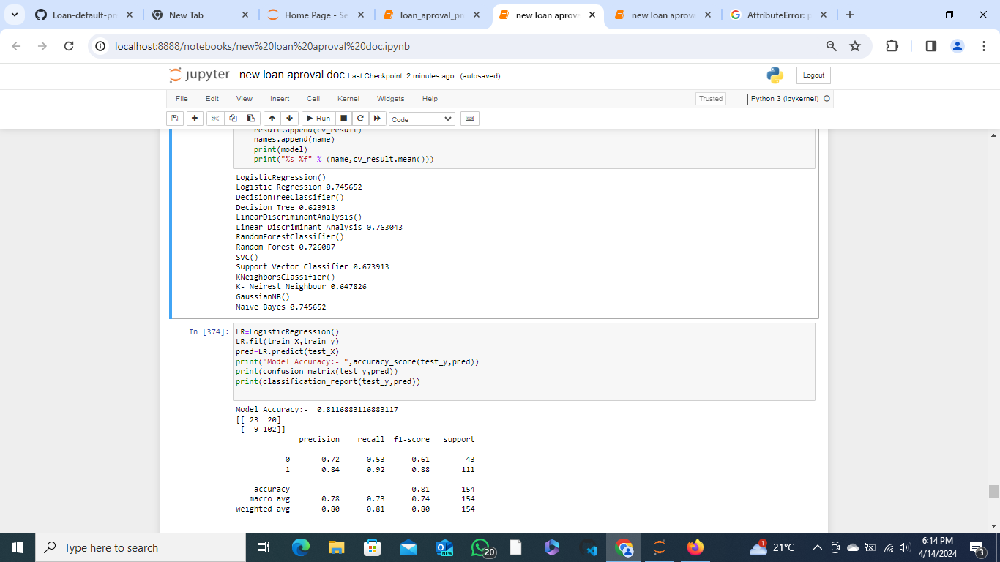 Loan-default-pr
New Tab
Home Page - Se
loan_aproval_pr
new loan aprova
new loan aprova
AttributeError: p
localhost:8888/notebooks/new%20loan%20aproval%20doc.ipynb
jupyter new loan aproval doc Last Checkpoint: 2 minutes ago (autosaved)
Logout
File Edit View Insert Cell Kernel Widgets Help
Trusted
Python 3 (ipykernel)
Run
Code
result.append(cv_result)
names.append(name)
print(model)
print("%s %f" % (name,cv_result.mean()))
LogisticRegression()
Logistic Regression 0.745652
DecisionTreeClassifier()
Decision Tree 0.623913
LinearDiscriminantAnalysis()
Linear Discriminant Analysis 0.763043
RandomForestClassifier()
Random Forest 0.726087
SVC()
Support Vector Classifier 0.673913
KNeighborsClassifier()
K- Neirest Neighbour 0.647826
GaussianNB()
Naive Bayes 0.745652
In [374]:
LR=LogisticRegression()
LR.fit(train_X,train_y)
pred=LR.predict(test_X)
print("Model Accuracy:- ",accuracy_score(test_y,pred))
print(confusion_matrix(test_y,pred))
print(classification_report(test_y,pred))
Model Accuracy:-  0.8116883116883117
[[ 23  20]
[  9 102]]
precision recall f1-score support
0 0.72 0.53 0.61 43
1 0.84 0.92 0.88 111
accuracy 0.81 154
macro avg 0.78 0.73 0.74 154
weighted avg 0.80 0.81 0.80 154
Type here to search
NEW
20
1
21°C
6:14 PM
4/14/2024
3